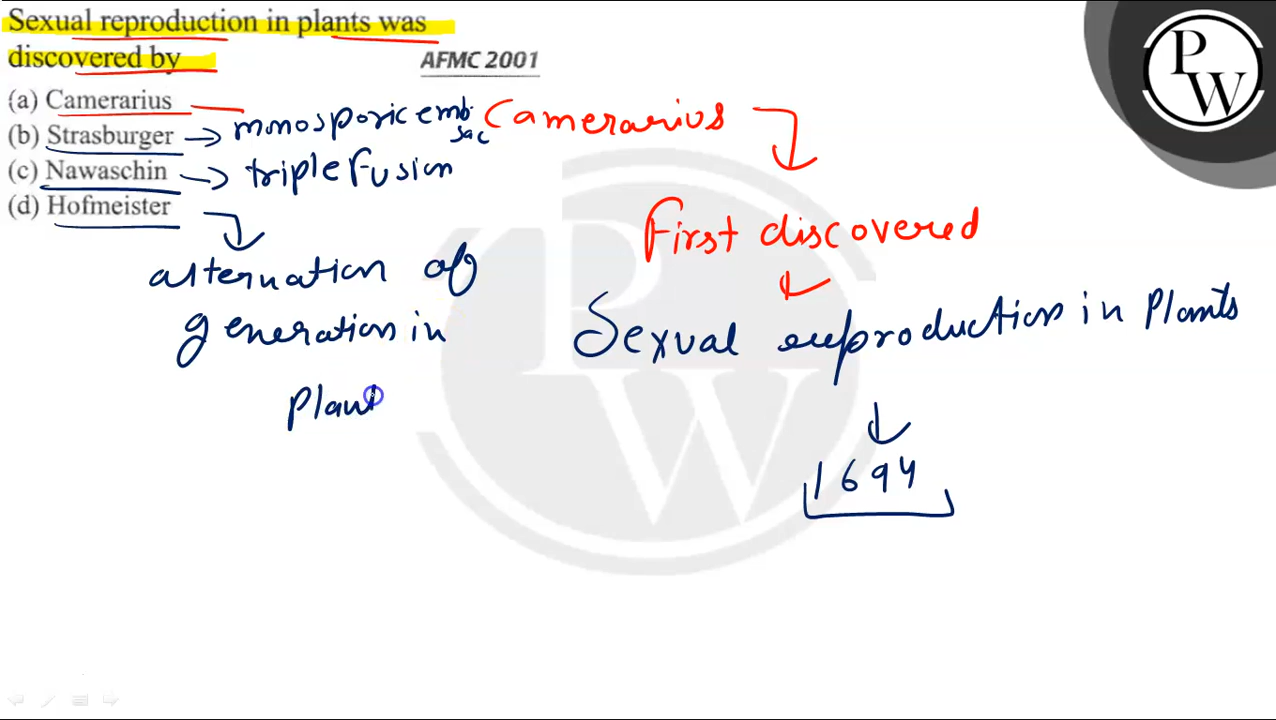 Sexual reproduction in plants was
discovered by
AFMC 2001
(a) Camerarius
(b) Strasburger → monosporic emb.
sac
(c) Nawaschin → triple fusion
(d) Hofmeister
alternation of
generation in
plant
Camerarius
First discovered
Sexual reproduction in plants
1694
P
W
P
W